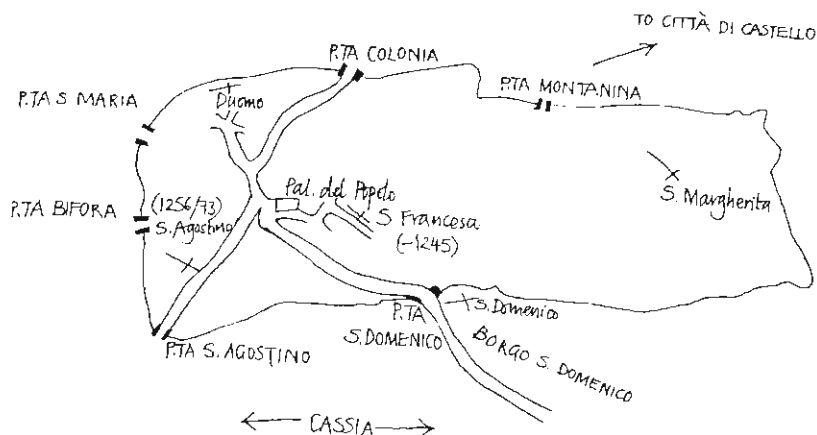 TO CITTÀ DI CASTELLO
P.TA COLONIA
P.TA MONTANINA
Duomo
P.TA S MARIA
S. Margherita
Pal. del Popolo
P.TA BIFORA
(1256/73)
S. Agostino
S Francesa
(-1245)
S. Domenico
P.TA
S. DOMENICO
BORGO S. DOMENICO
P.TA S. AGOSTINO
CASSIA